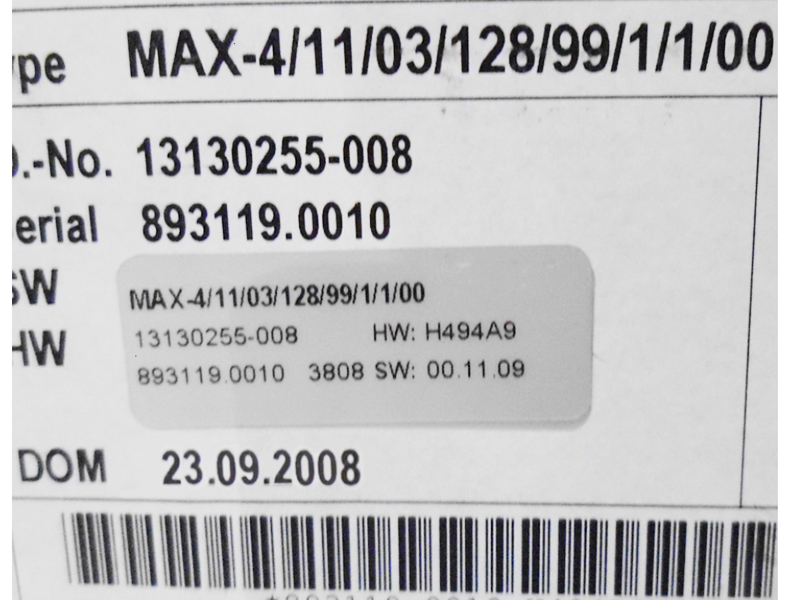 ype MAX-4/11/03/128/99/1/1/00
.-No. 13130255-008
erial 893119.0010
SW
MAX-4/11/03/128/99/1/1/00
HW
13130255-008 HW: H494A9
893119.0010 3808 SW: 00.11.09
DOM 23.09.2008